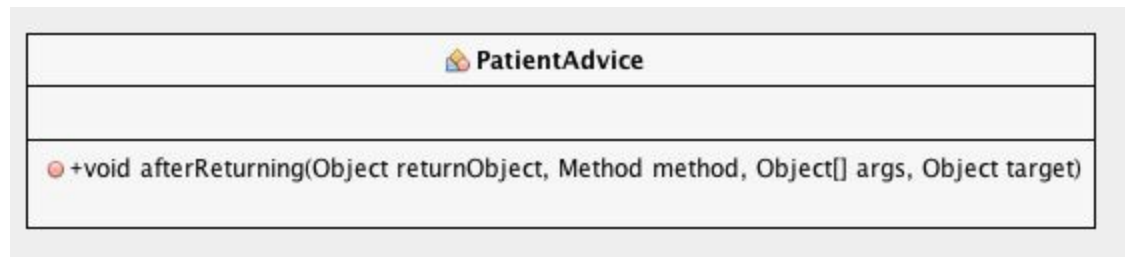 PatientAdvice
+void afterReturning(Object returnObject, Method method, Object[] args, Object target)